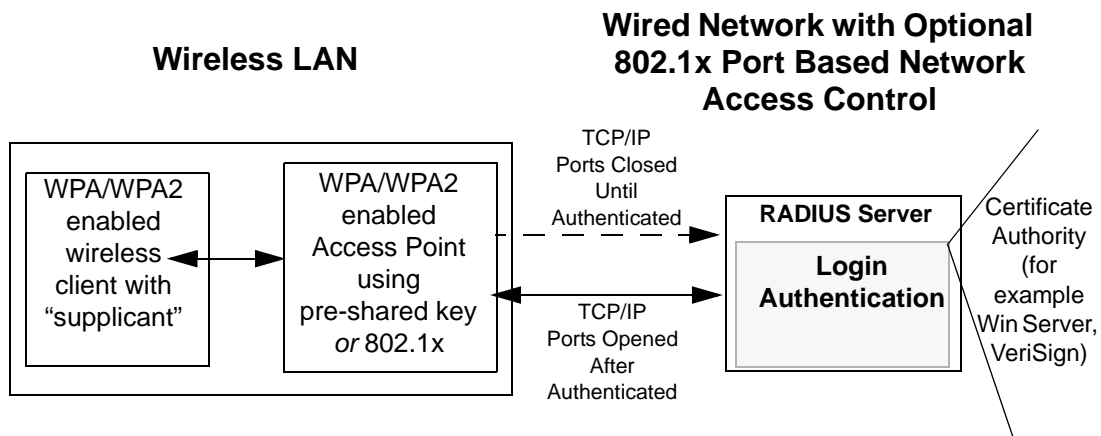 Wireless LAN
Wired Network with Optional
802.1x Port Based Network
Access Control
WPA/WPA2
enabled
wireless
client with
“supplicant”
WPA/WPA2
enabled
Access Point
using
pre-shared key
or 802.1x
TCP/IP
Ports Closed
Until
Authenticated
TCP/IP
Ports Opened
After
Authenticated
RADIUS Server
Login
Authentication
Certificate
Authority
(for
example
Win Server,
VeriSign)